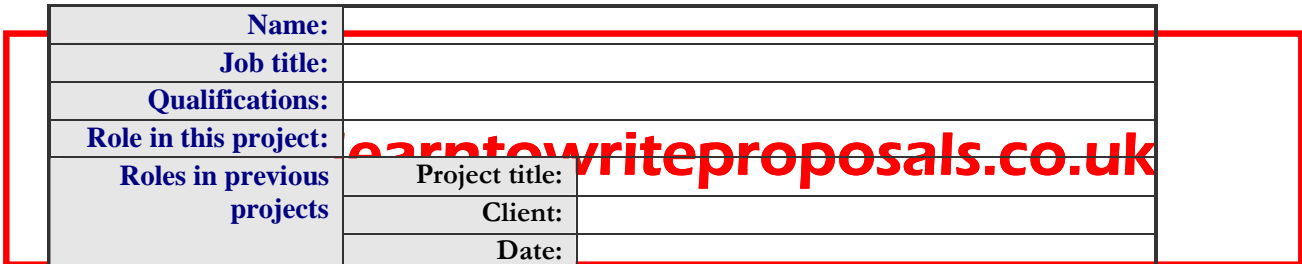 Name:
Job title:
Qualifications:
Role in this project:
learntowriteproposals.co.uk
Roles in previous Project title:
projects Client:
Date: